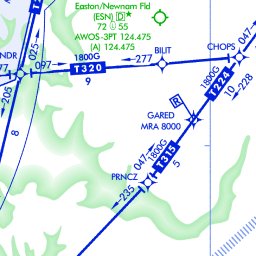 Easton/Newnam Fld
(ESN) D*
72 55
AWOS-3PT 124.475
(A) 124.475
CHOPS
NDR
025
1800G
277
BILIT
097
T320
9
047
1800G
T224
10
228
205
8
R
GARED
MRA 8000
047
1800G
T315
5
PRNCZ
235